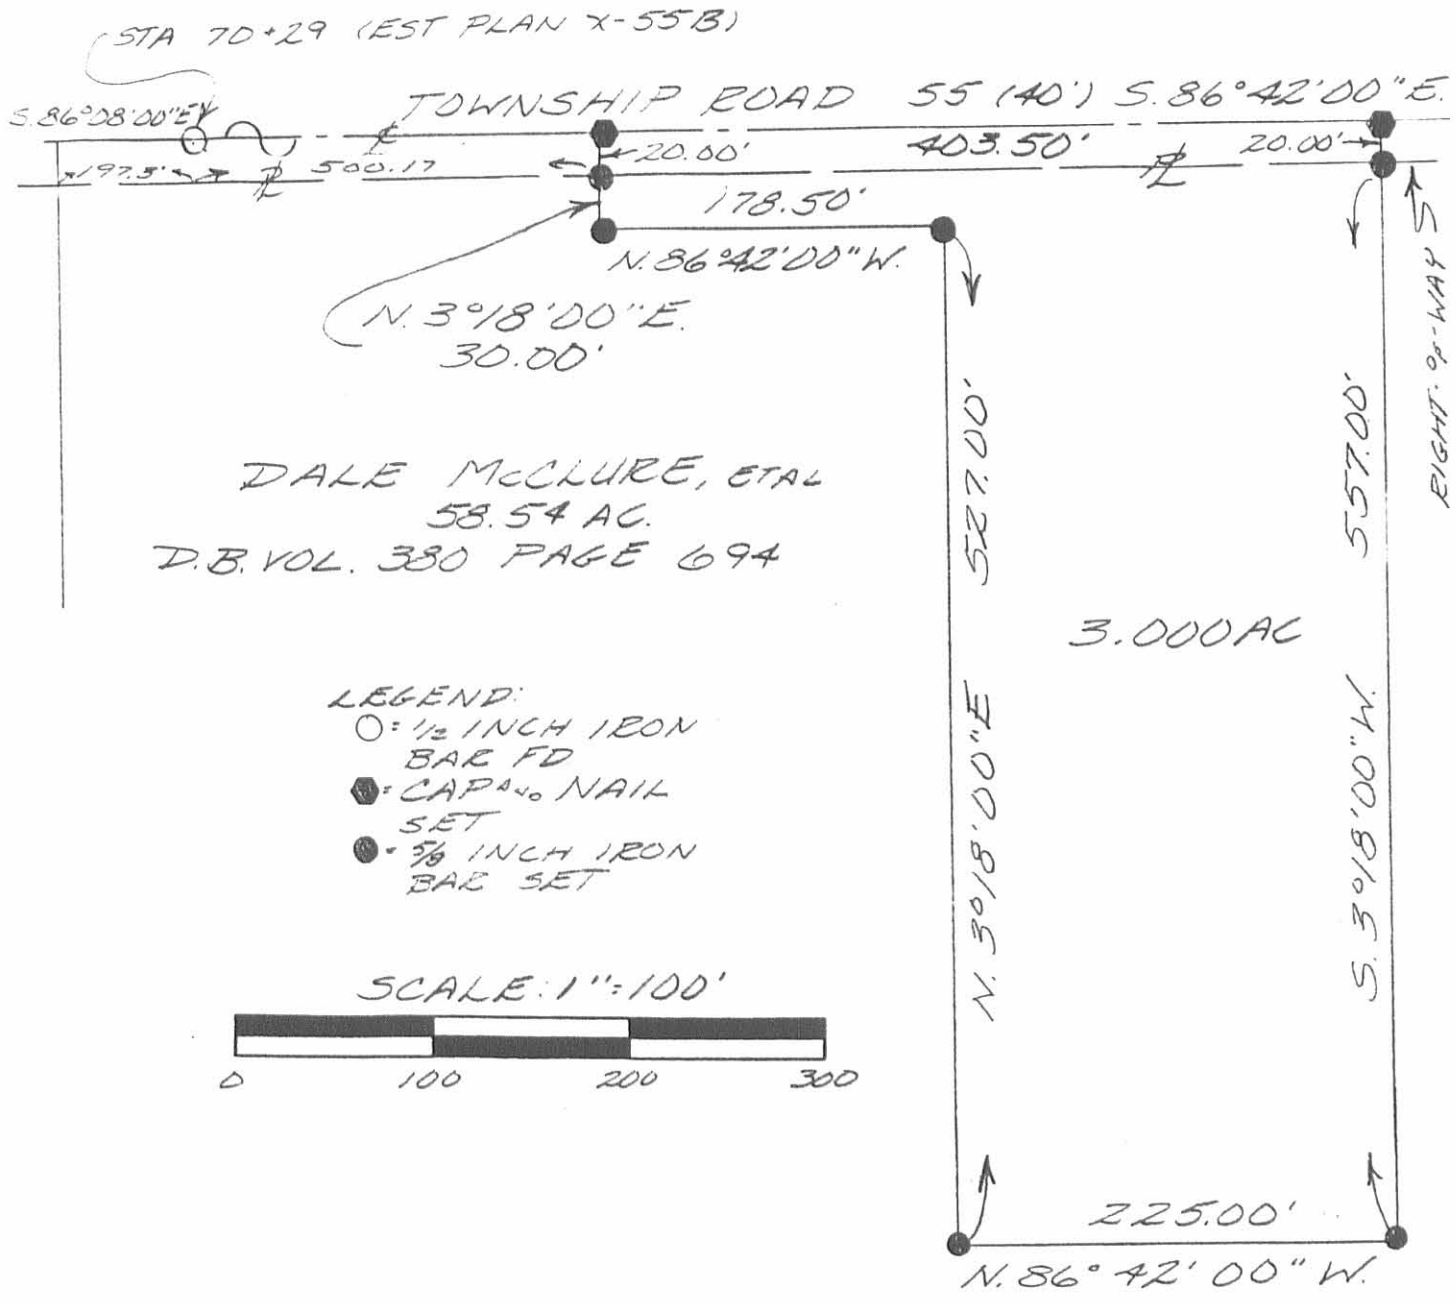 STA 70+29 (EST PLAN X-55B)
S. 86°08'00"E
TOWNSHIP ROAD 55 (40') S. 86°42'00"E.
197.5'
℄
500.17
20.00'
403.50'
20.00'
178.50'
N. 86°42'00"W.
N. 3°18'00"E.
30.00'
RIGHT-OF-WAY
527.00'
557.00'
DALE McCLURE, ETAL
58.54 AC.
D.B. VOL. 380 PAGE 694
3.000 AC
N. 3°18'00"E
S. 3°18'00"W.
LEGEND:
O = 1/2 INCH IRON
BAR FD
= CAP AND NAIL
SET
= 5/8 INCH IRON
BAR SET
SCALE: 1"=100'
0 100 200 300
225.00'
N. 86° 42' 00" W.